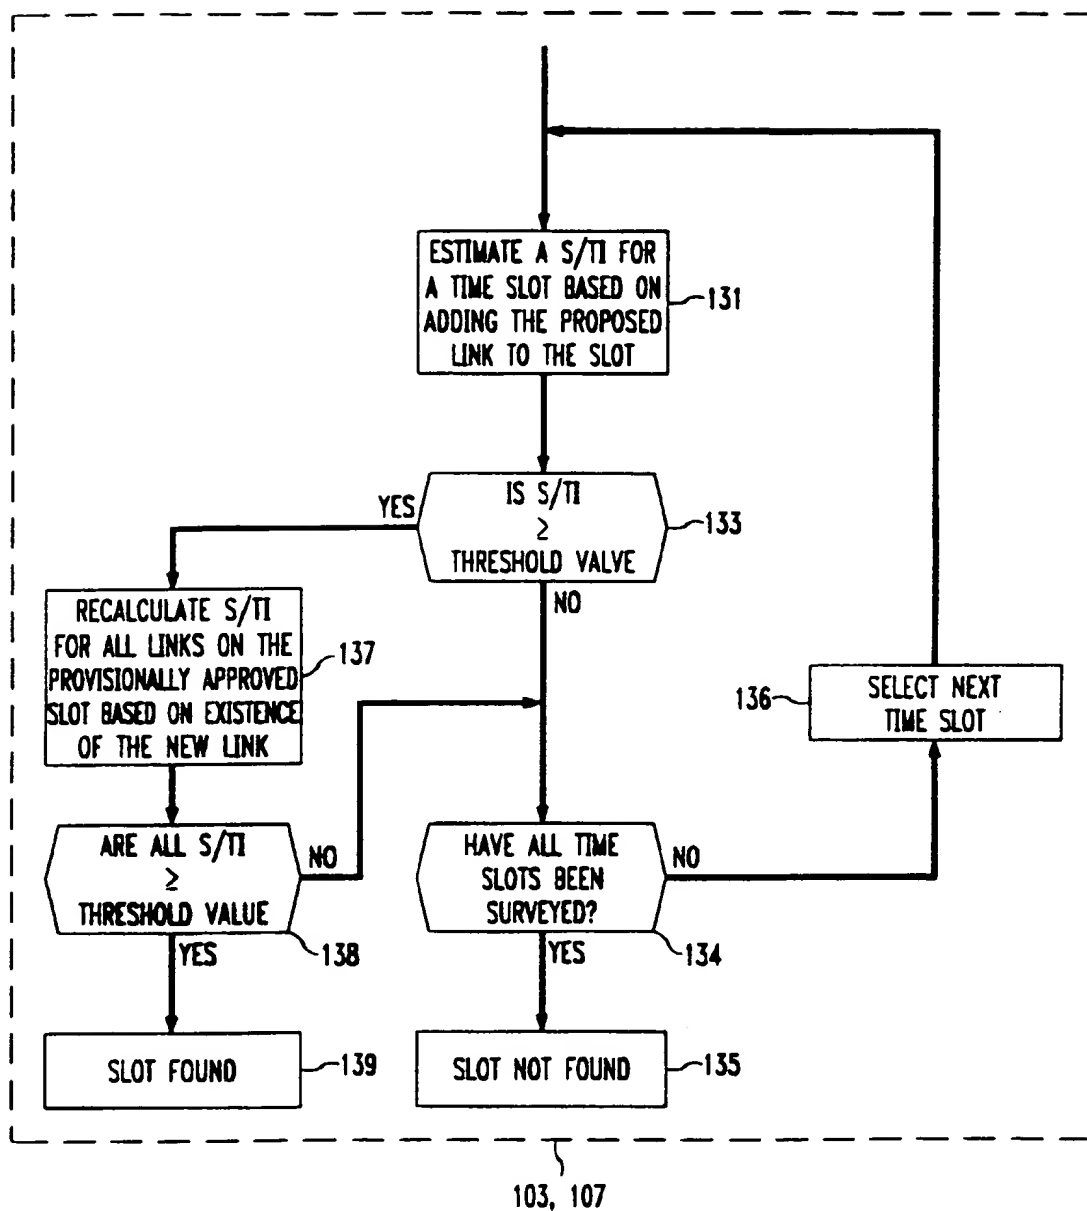 ESTIMATE A S/TI FOR
A TIME SLOT BASED ON
ADDING THE PROPOSED
LINK TO THE SLOT
131
IS S/TI
≥
THRESHOLD VALVE
133
YES
NO
RECALCULATE S/TI
FOR ALL LINKS ON THE
PROVISIONALLY APPROVED
SLOT BASED ON EXISTENCE
OF THE NEW LINK
137
136
SELECT NEXT
TIME SLOT
ARE ALL S/TI
≥
THRESHOLD VALUE
138
NO
YES
HAVE ALL TIME
SLOTS BEEN
SURVEYED?
134
NO
YES
SLOT FOUND
139
SLOT NOT FOUND
135
103, 107